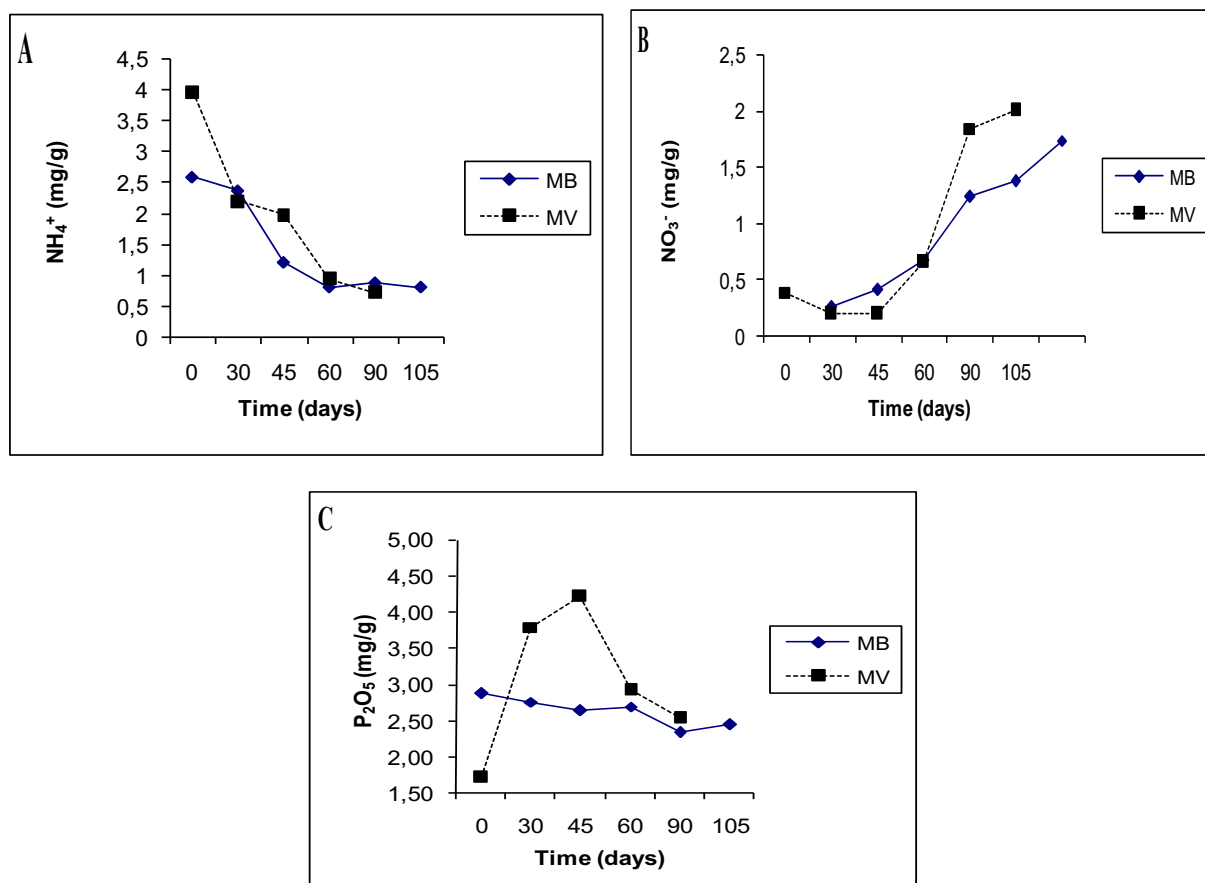 A
NH₄⁺ (mg/g)
4,5
4
3,5
3
2,5
2
1,5
1
0,5
0
0 30 45 60 90 105
Time (days)
MB
MV
B
NO₃⁻ (mg/g)
2,5
2
1,5
1
0,5
0
0 30 45 60 90 105
Time (days)
MB
MV
C
P₂O₅ (mg/g)
5,00
4,50
4,00
3,50
3,00
2,50
2,00
1,50
0 30 45 60 90 105
Time (days)
MB
MV